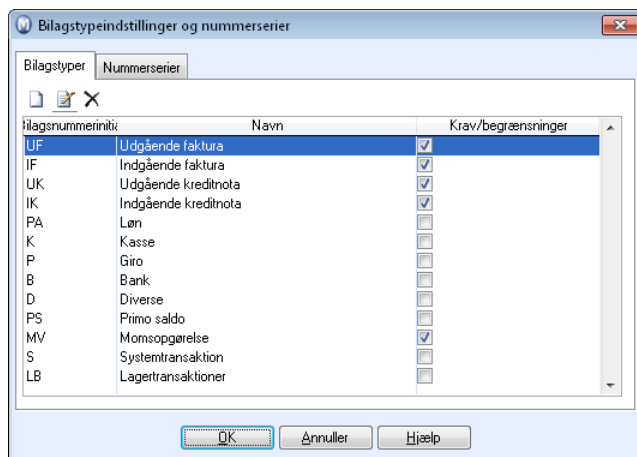 Bilagstypeindstillinger og nummerserier
Bilagstyper Nummerserier
Bilagsnummerinitia Navn Krav/begrænsninger
UF Udgående faktura
IF Indgående faktura
UK Udgående kreditnota
IK Indgående kreditnota
PA Løn
K Kasse
P Giro
B Bank
D Diverse
PS Primo saldo
MV Momsopgørelse
S Systemtransaktion
LB Lagertransaktioner
OK Annuller Hjælp